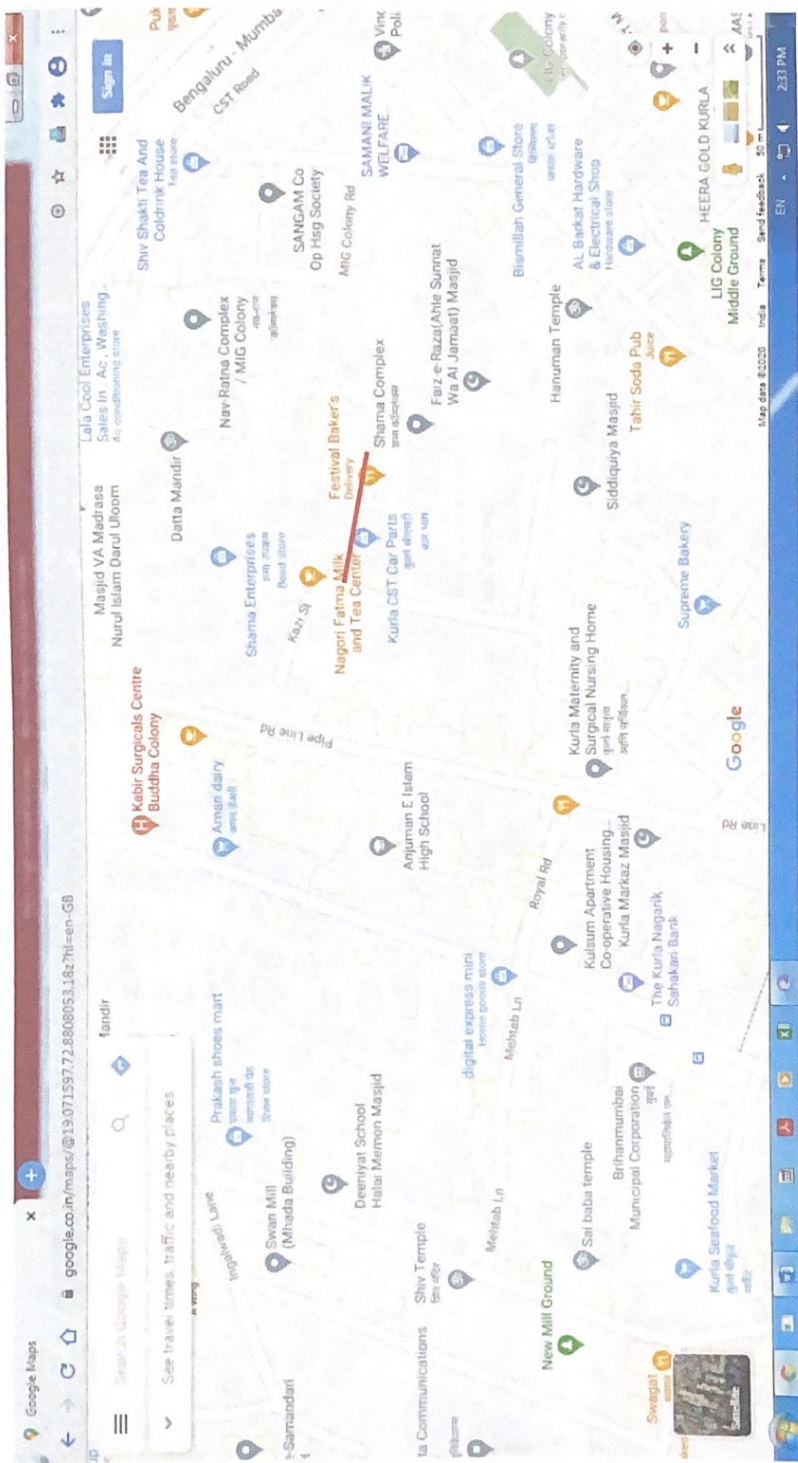 Google Maps
google.co.in/maps/@19.071597,72.8808053,18z?hl=en-GB
Search Google Maps
See travel times, traffic and nearby places
Sign in
Masjid VA Madrasa
Nurul Islam Darul Uloom
Lala Cool Enterprises
Sales In Ac , Washing..
Ac conditioning store
Shiv Shakti Tea And
Coldrink House
Tea store
Bengaluru - Mumba
CST Road
Kabir Surgicals Centre
Buddha Colony
Datta Mandir
Ingalwadi Lane
A Wing
Prakash shoes mart
Shoe store
Aman dairy
Shama Enterprises
Bead store
Nav-Ratna Complex
/ MIG Colony
SANGAM Co
Op Hsg Society
MIG Colony Rd
Swan Mill
(Mhada Building)
Kazi St
Pipe Line Rd
Nagori Fatma Milk
and Tea Center
Festival Baker's
Delivery
Deeniyat School
Halai Memon Masjid
Anjuman E Islam
High School
Kurla CST Car Parts
Shama Complex
SAMANI MALIK
WELFARE...
Faiz-e-Raza(Ahle Sunnat
Wa Al Jamaat) Masjid
ta Communications
Shiv Temple
Mehtab Ln
digital express mini
Home goods store
Mehtab Ln
Royal Rd
Bismillah General Store
LIG Colony
New Mill Ground
Sai baba temple
Kulsum Apartment
Co-operative Housing...
Kurla Maternity and
Surgical Nursing Home
Hanuman Temple
AL Barkat Hardware
& Electrical Shop
Hardware store
Siddiquiya Masjid
Brihanmumbai
Municipal Corporation
Kurla Markaz Masjid
The Kurla Nagarik
Sahakari Bank
Tahir Soda Pub
Juice
Supreme Bakery
Kurla Seafood Market
HEERA GOLD KURLA
LIG Colony
Middle Ground
Swagat
Satellite
Google
Line Rd
Map data ©2020 India Terms Send feedback 50 m
EN 2:33 PM